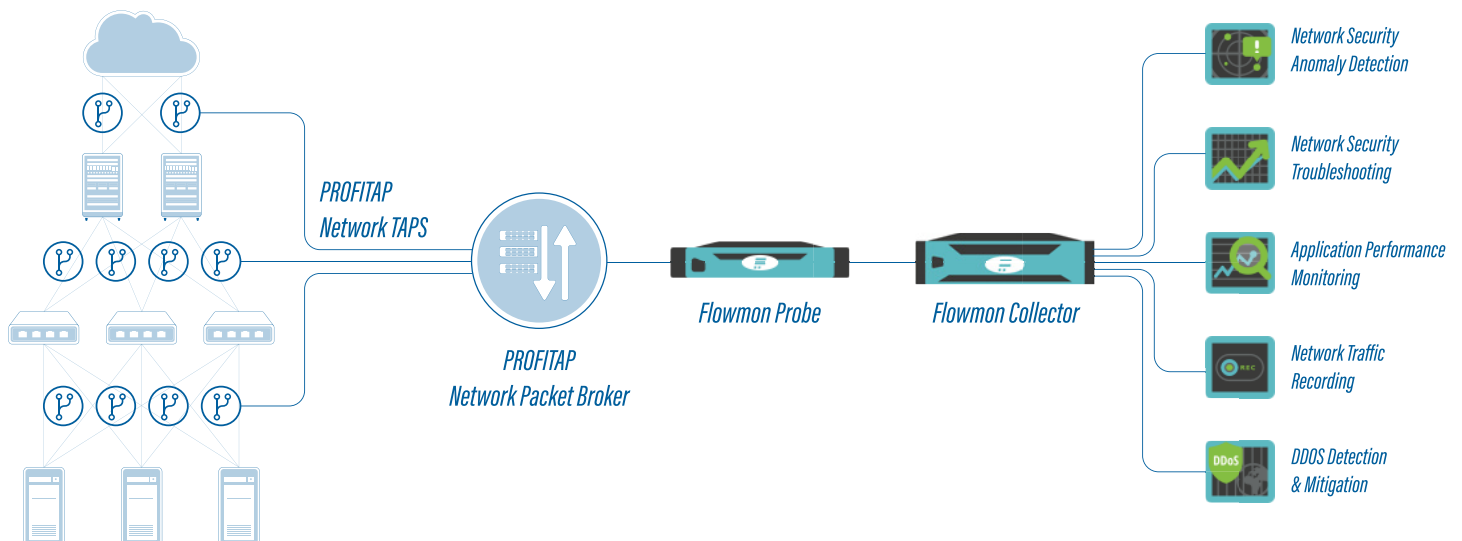 PROFITAP
Network TAPS
PROFITAP
Network Packet Broker
Flowmon Probe
Flowmon Collector
Network Security
Anomaly Detection
Network Security
Troubleshooting
Application Performance
Monitoring
REC
Network Traffic
Recording
DDoS
DDOS Detection
& Mitigation